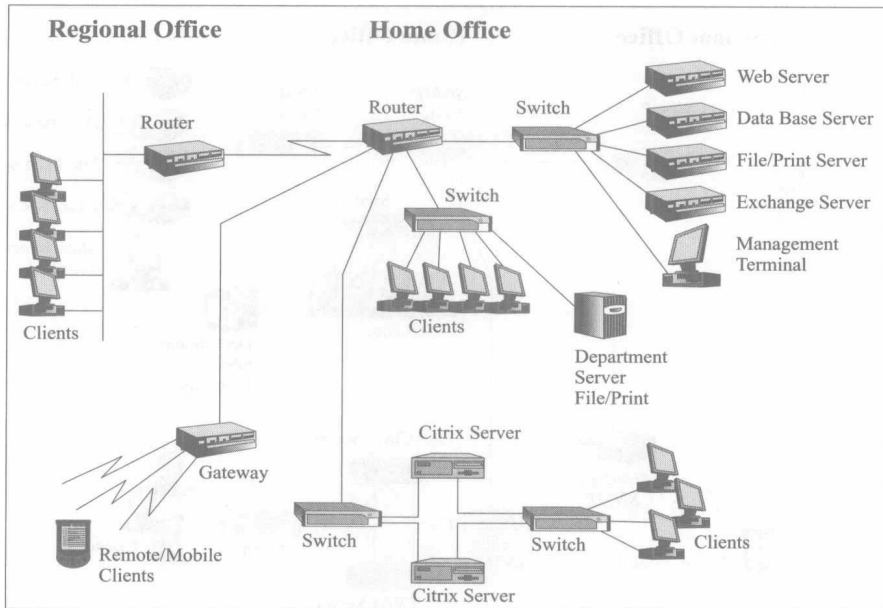 Regional Office
Home Office
Router
Router
Switch
Web Server
Data Base Server
File/Print Server
Exchange Server
Management
Terminal
Switch
Clients
Clients
Department
Server
File/Print
Gateway
Citrix Server
Remote/Mobile
Clients
Switch
Switch
Clients
Citrix Server